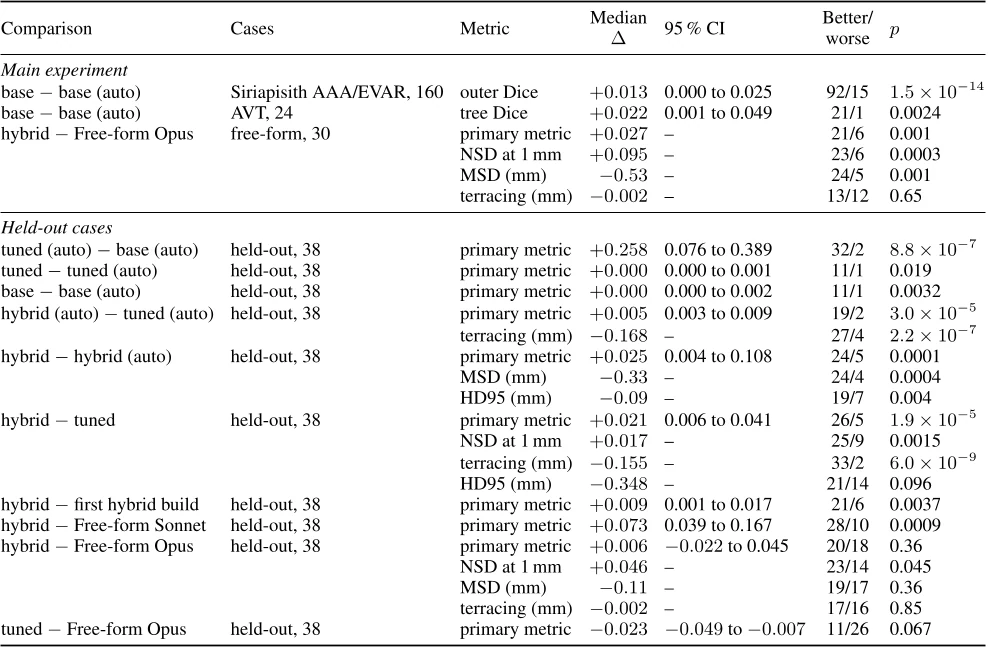 Comparison Cases Metric Median Δ 95 % CI Better/worse p
Main experiment
base − base (auto) Siriapisith AAA/EVAR, 160 outer Dice +0.013 0.000 to 0.025 92/15 1.5 × 10⁻¹⁴
base − base (auto) AVT, 24 tree Dice +0.022 0.001 to 0.049 21/1 0.0024
hybrid − Free-form Opus free-form, 30 primary metric +0.027 – 21/6 0.001
NSD at 1 mm +0.095 – 23/6 0.0003
MSD (mm) −0.53 – 24/5 0.001
terracing (mm) −0.002 – 13/12 0.65
Held-out cases
tuned (auto) − base (auto) held-out, 38 primary metric +0.258 0.076 to 0.389 32/2 8.8 × 10⁻⁷
tuned − tuned (auto) held-out, 38 primary metric +0.000 0.000 to 0.001 11/1 0.019
base − base (auto) held-out, 38 primary metric +0.000 0.000 to 0.002 11/1 0.0032
hybrid (auto) − tuned (auto) held-out, 38 primary metric +0.005 0.003 to 0.009 19/2 3.0 × 10⁻⁵
terracing (mm) −0.168 – 27/4 2.2 × 10⁻⁷
hybrid − hybrid (auto) held-out, 38 primary metric +0.025 0.004 to 0.108 24/5 0.0001
MSD (mm) −0.33 – 24/4 0.0004
HD95 (mm) −0.09 – 19/7 0.004
hybrid − tuned held-out, 38 primary metric +0.021 0.006 to 0.041 26/5 1.9 × 10⁻⁵
NSD at 1 mm +0.017 – 25/9 0.0015
terracing (mm) −0.155 – 33/2 6.0 × 10⁻⁹
HD95 (mm) −0.348 – 21/14 0.096
hybrid − first hybrid build held-out, 38 primary metric +0.009 0.001 to 0.017 21/6 0.0037
hybrid − Free-form Sonnet held-out, 38 primary metric +0.073 0.039 to 0.167 28/10 0.0009
hybrid − Free-form Opus held-out, 38 primary metric +0.006 −0.022 to 0.045 20/18 0.36
NSD at 1 mm +0.046 – 23/14 0.045
MSD (mm) −0.11 – 19/17 0.36
terracing (mm) −0.002 – 17/16 0.85
tuned − Free-form Opus held-out, 38 primary metric −0.023 −0.049 to −0.007 11/26 0.067